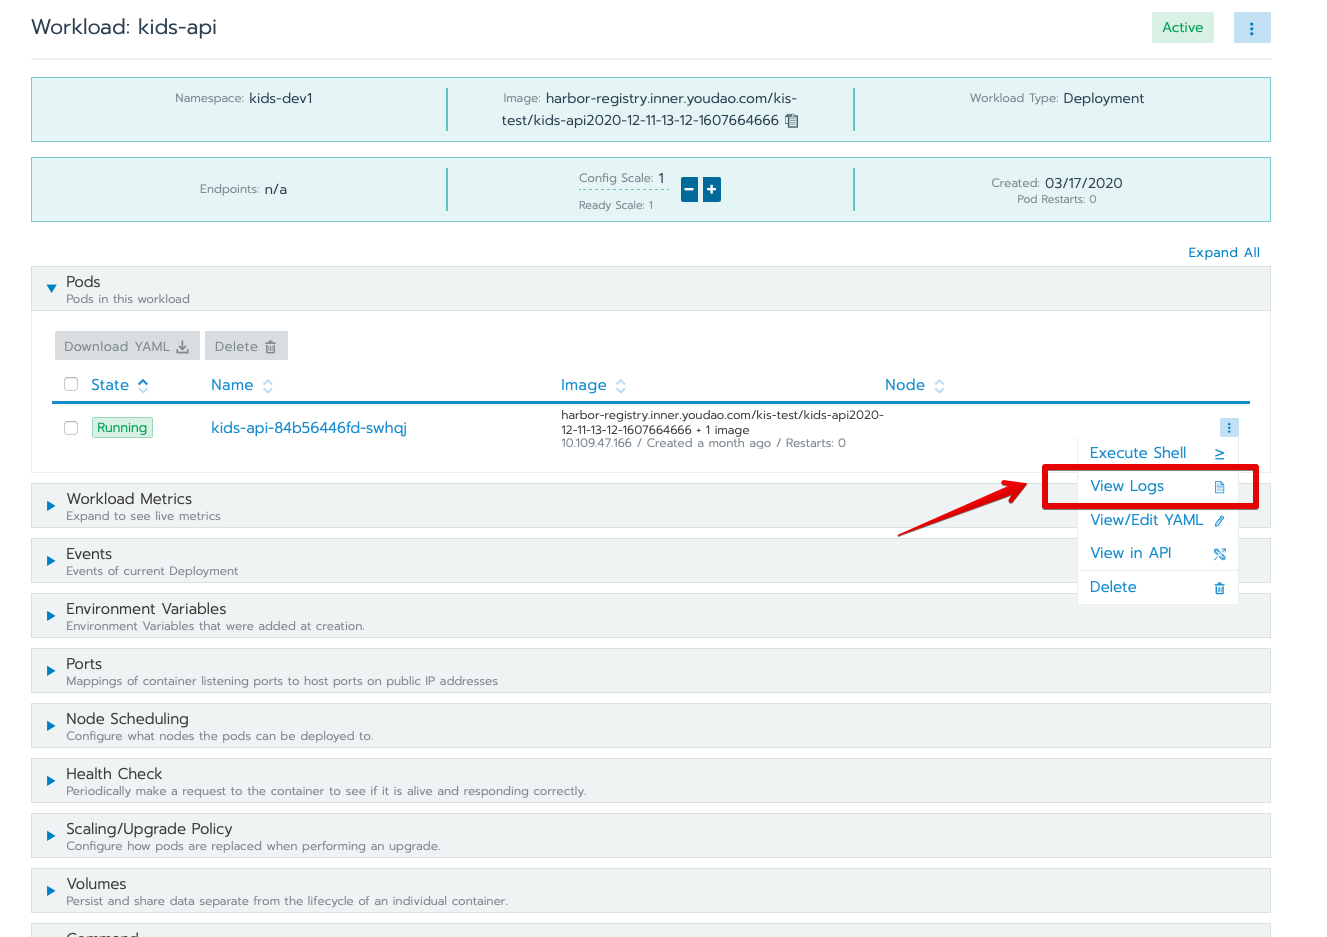 Workload: kids-api
Active
Namespace: kids-dev1
Image: harbor-registry.inner.youdao.com/kis-
test/kids-api2020-12-11-13-12-1607664666
Workload Type: Deployment
Endpoints: n/a
Config Scale: 1
Ready Scale: 1
Created: 03/17/2020
Pod Restarts: 0
Expand All
Pods
Pods in this workload
Download YAML
Delete
State
Name
Image
Node
Running
kids-api-84b56446fd-swhqj
harbor-registry.inner.youdao.com/kis-test/kids-api2020-
12-11-13-12-1607664666 + 1 image
10.109.47.166 / Created a month ago / Restarts: 0
Execute Shell
View Logs
View/Edit YAML
View in API
Delete
Workload Metrics
Expand to see live metrics
Events
Events of current Deployment
Environment Variables
Environment Variables that were added at creation.
Ports
Mappings of container listening ports to host ports on public IP addresses
Node Scheduling
Configure what nodes the pods can be deployed to.
Health Check
Periodically make a request to the container to see if it is alive and responding correctly.
Scaling/Upgrade Policy
Configure how pods are replaced when performing an upgrade.
Volumes
Persist and share data separate from the lifecycle of an individual container.
Command